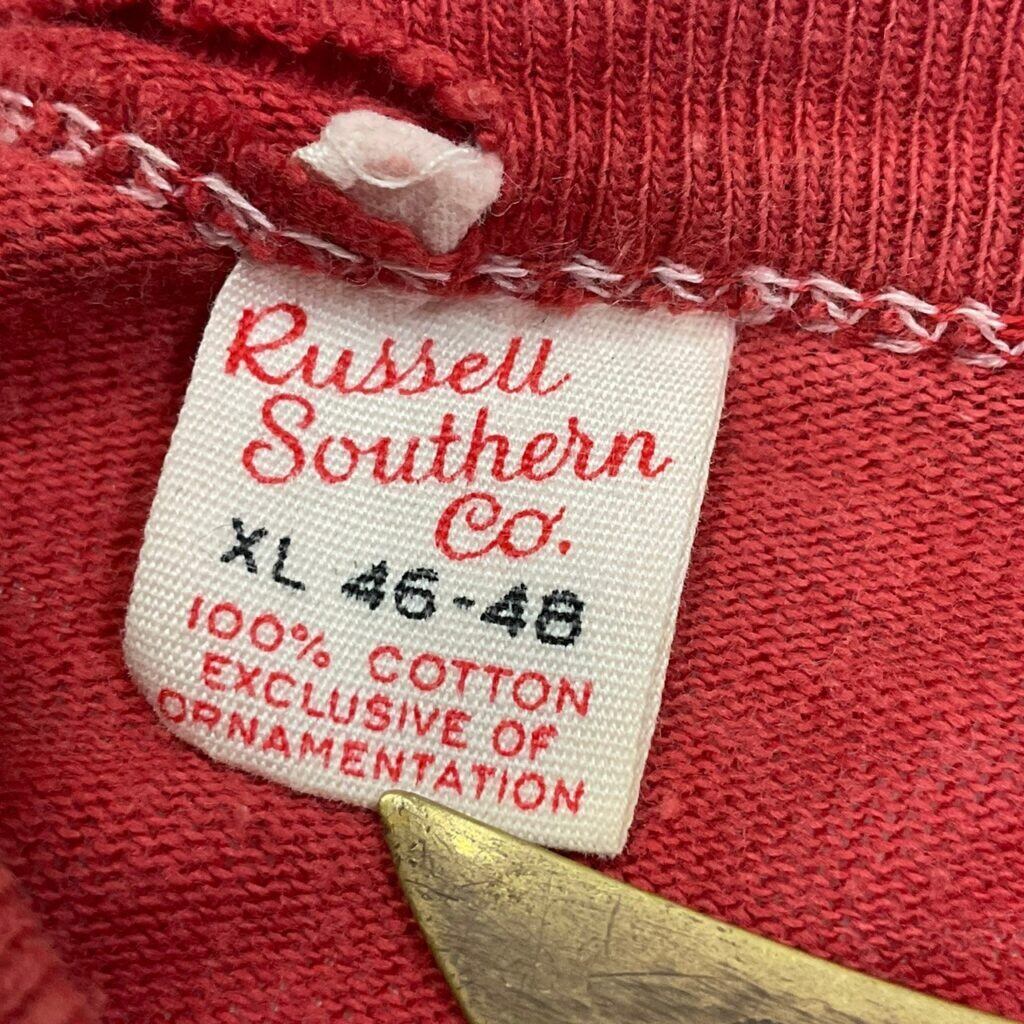 Russell
Southern
Co.
XL 46-48
100% COTTON
EXCLUSIVE OF
ORNAMENTATION